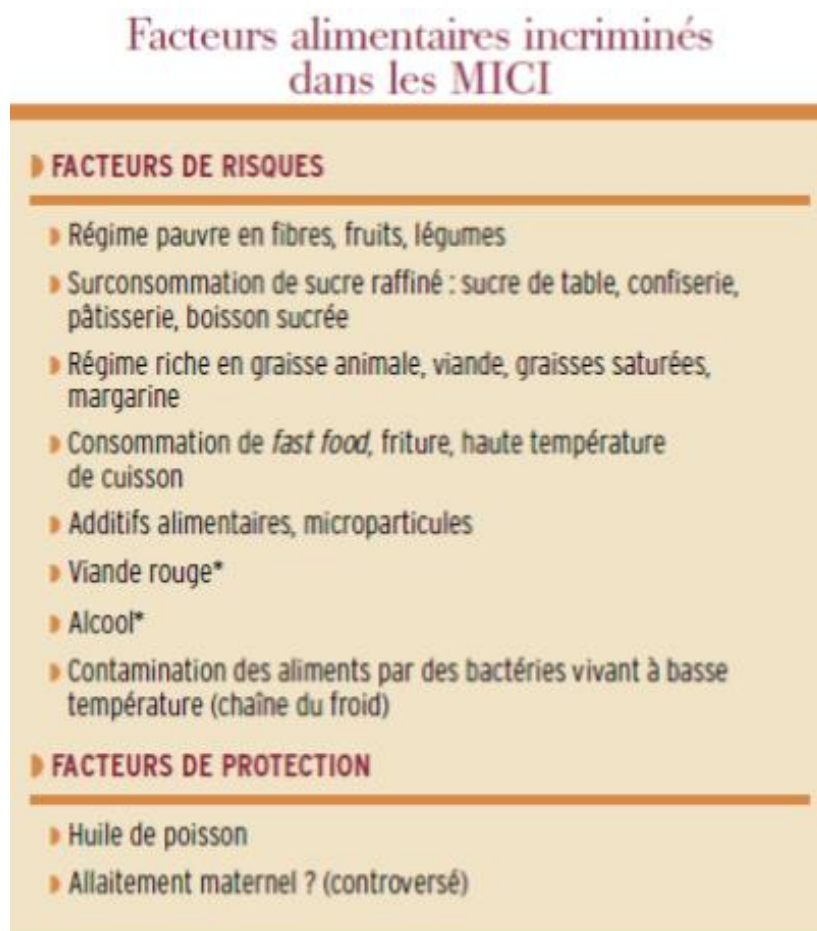 Facteurs alimentaires incriminés
dans les MICI
FACTEURS DE RISQUES
Régime pauvre en fibres, fruits, légumes
Surconsommation de sucre raffiné : sucre de table, confiserie,
pâtisserie, boisson sucrée
Régime riche en graisse animale, viande, graisses saturées,
margarine
Consommation de fast food, friture, haute température
de cuisson
Additifs alimentaires, microparticules
Viande rouge*
Alcool*
Contamination des aliments par des bactéries vivant à basse
température (chaîne du froid)
FACTEURS DE PROTECTION
Huile de poisson
Allaitement maternel ? (controversé)